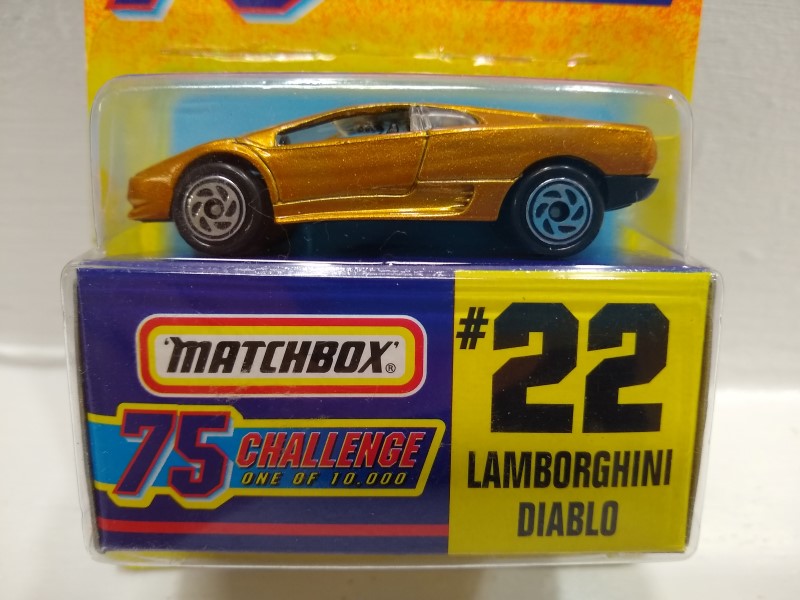 'MATCHBOX'®
75 CHALLENGE
ONE OF 10,000
#22
LAMBORGHINI
DIABLO